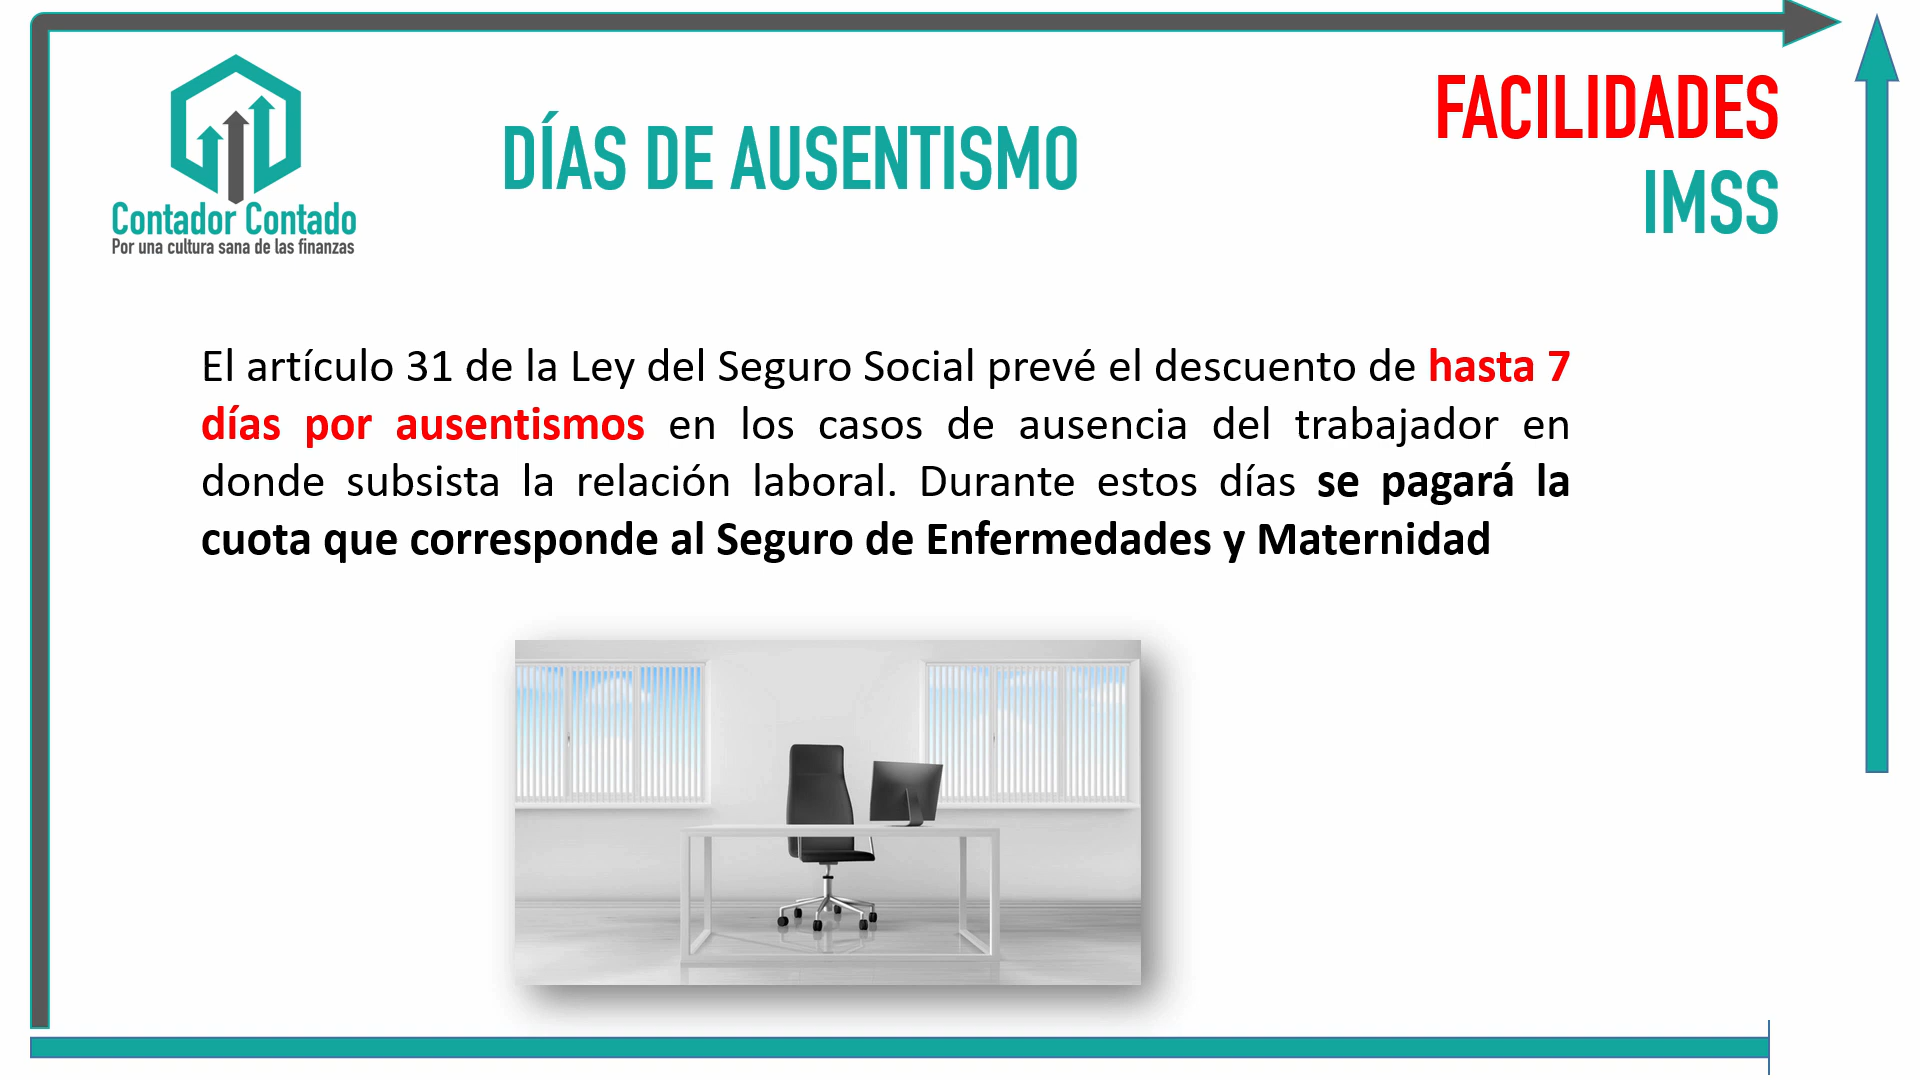 Contador Contado
Por una cultura sana de las finanzas
DÍAS DE AUSENTISMO
FACILIDADES
IMSS
El artículo 31 de la Ley del Seguro Social prevé el descuento de hasta 7
días por ausentismos en los casos de ausencia del trabajador en
donde subsista la relación laboral. Durante estos días se pagará la
cuota que corresponde al Seguro de Enfermedades y Maternidad